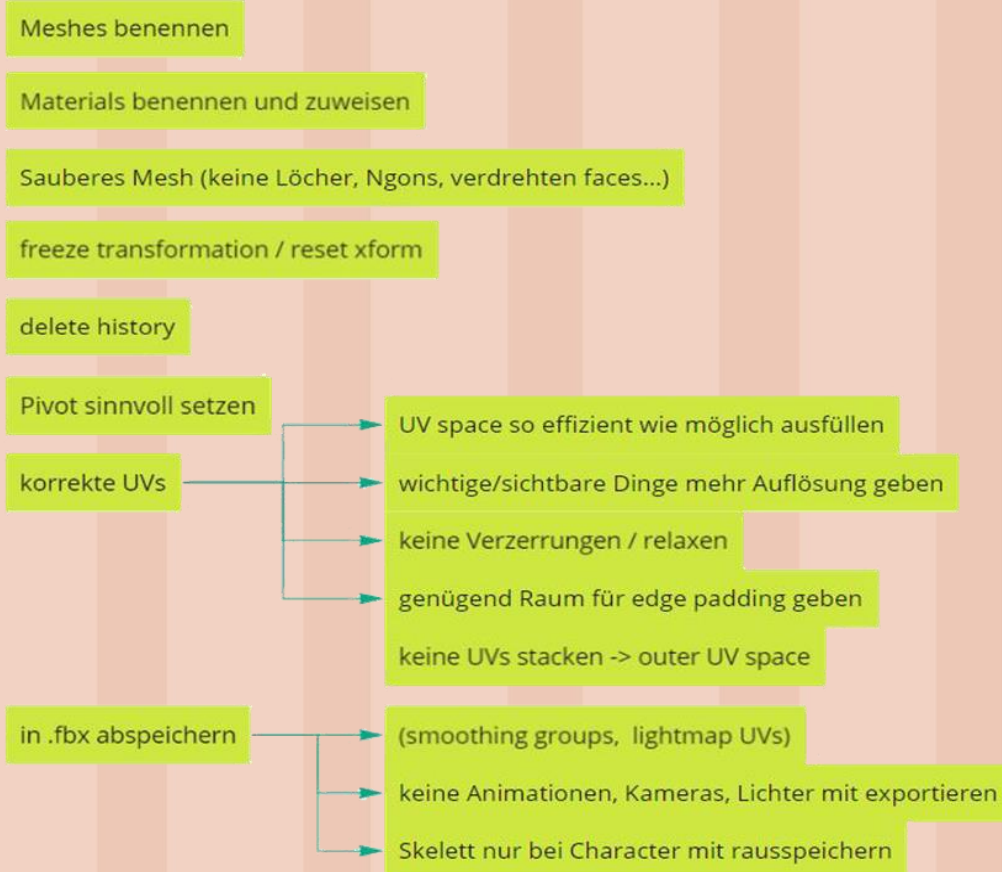 Meshes benennen
Materials benennen und zuweisen
Sauberes Mesh (keine Löcher, Ngons, verdrehten faces...)
freeze transformation / reset xform
delete history
Pivot sinnvoll setzen
korrekte UVs
UV space so effizient wie möglich ausfüllen
wichtige/sichtbare Dinge mehr Auflösung geben
keine Verzerrungen / relaxen
genügend Raum für edge padding geben
keine UVs stacken -> outer UV space
in .fbx abspeichern
(smoothing groups, lightmap UVs)
keine Animationen, Kameras, Lichter mit exportieren
Skelett nur bei Character mit rausspeichern